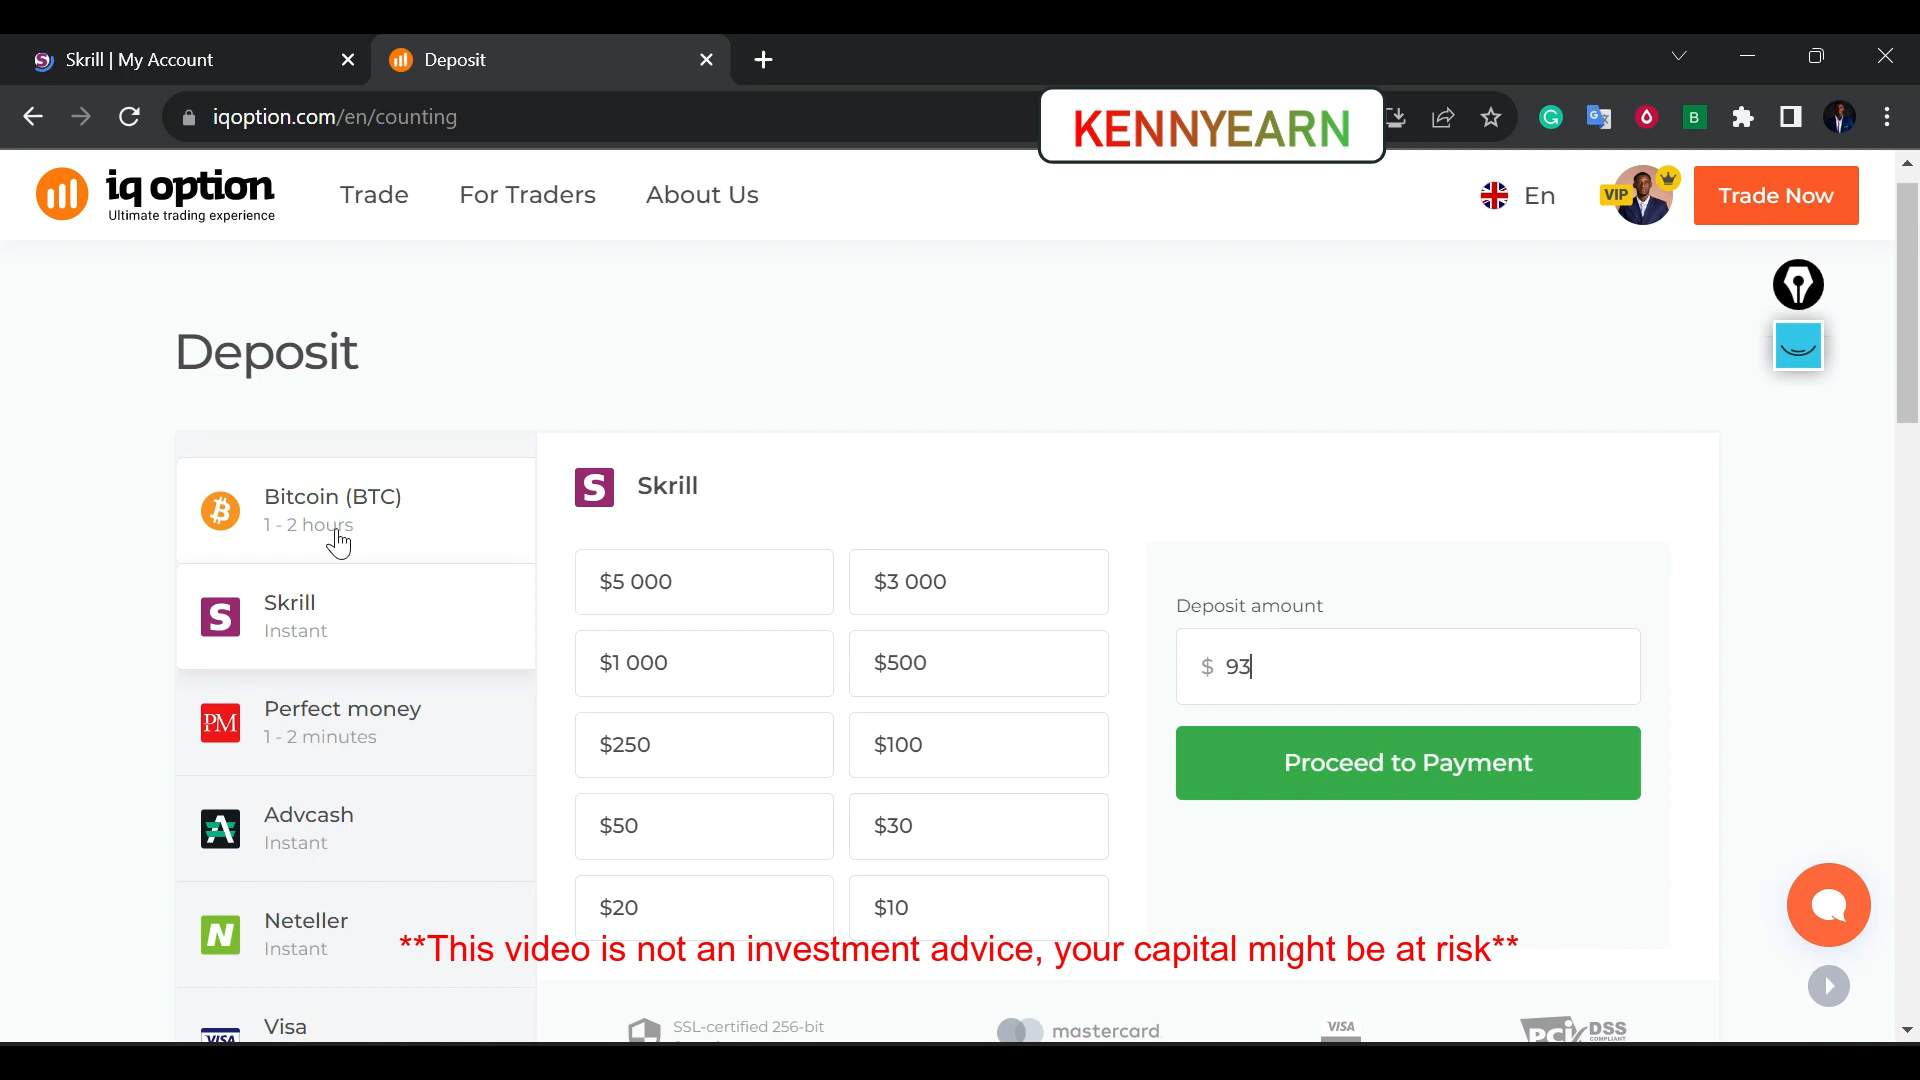 Skrill | My Account
Deposit
iqoption.com/en/counting
KENNYEARN
B
iq option
Ultimate trading experience
Trade
For Traders
About Us
En
VIP
Trade Now
Deposit
Bitcoin (BTC)
1 - 2 hours
Skrill
Instant
PM
Perfect money
1 - 2 minutes
Advcash
Instant
Neteller
Instant
VISA
Visa
Skrill
$5 000
$3 000
$1 000
$500
$250
$100
$50
$30
$20
$10
Deposit amount
$ 93
Proceed to Payment
**This video is not an investment advice, your capital might be at risk**
SSL-certified 256-bit
mastercard
VISA
PCI DSS
COMPLIANT